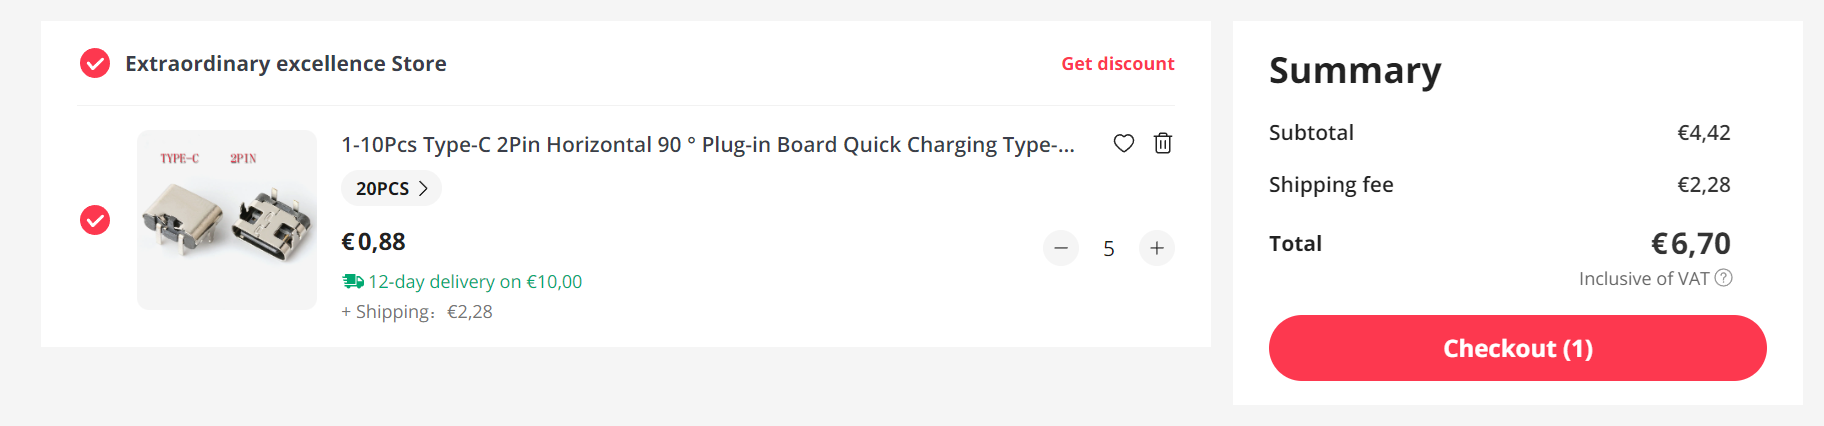 Extraordinary excellence Store
Get discount
TYPE-C 2PIN
1-10Pcs Type-C 2Pin Horizontal 90 ° Plug-in Board Quick Charging Type-...
20PCS
€0,88
5
12-day delivery on €10,00
+ Shipping: €2,28
Summary
Subtotal €4,42
Shipping fee €2,28
Total €6,70
Inclusive of VAT ?
Checkout (1)